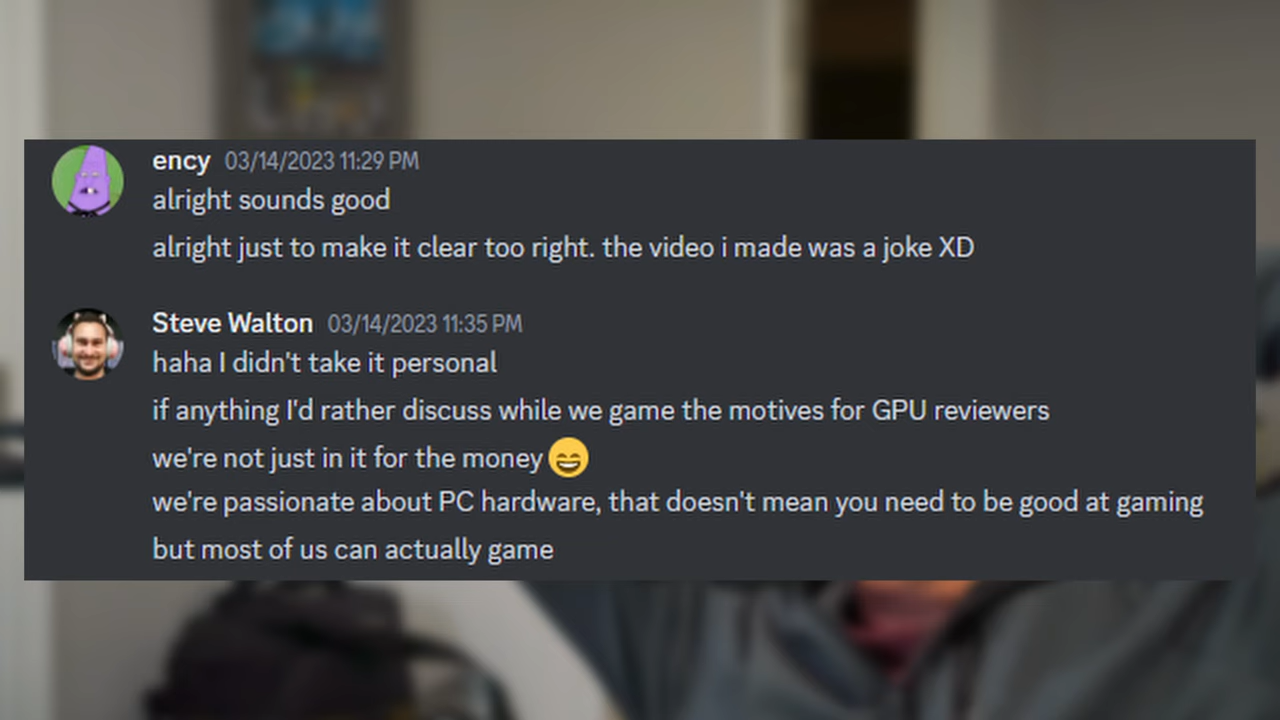 ency 03/14/2023 11:29 PM
alright sounds good
alright just to make it clear too right. the video i made was a joke XD
Steve Walton 03/14/2023 11:35 PM
haha I didn't take it personal
if anything I'd rather discuss while we game the motives for GPU reviewers
we're not just in it for the money 😄
we're passionate about PC hardware, that doesn't mean you need to be good at gaming
but most of us can actually game